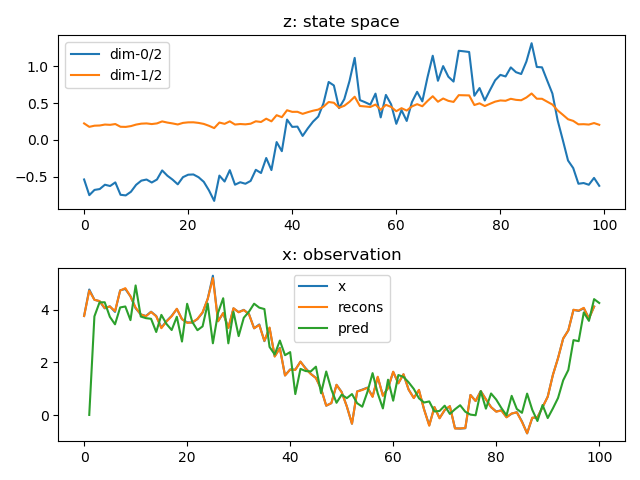 z: state space
dim-0/2
dim-1/2
1.0
0.5
0.0
−0.5
0 20 40 60 80 100
x: observation
x
recons
pred
4
2
0
0 20 40 60 80 100